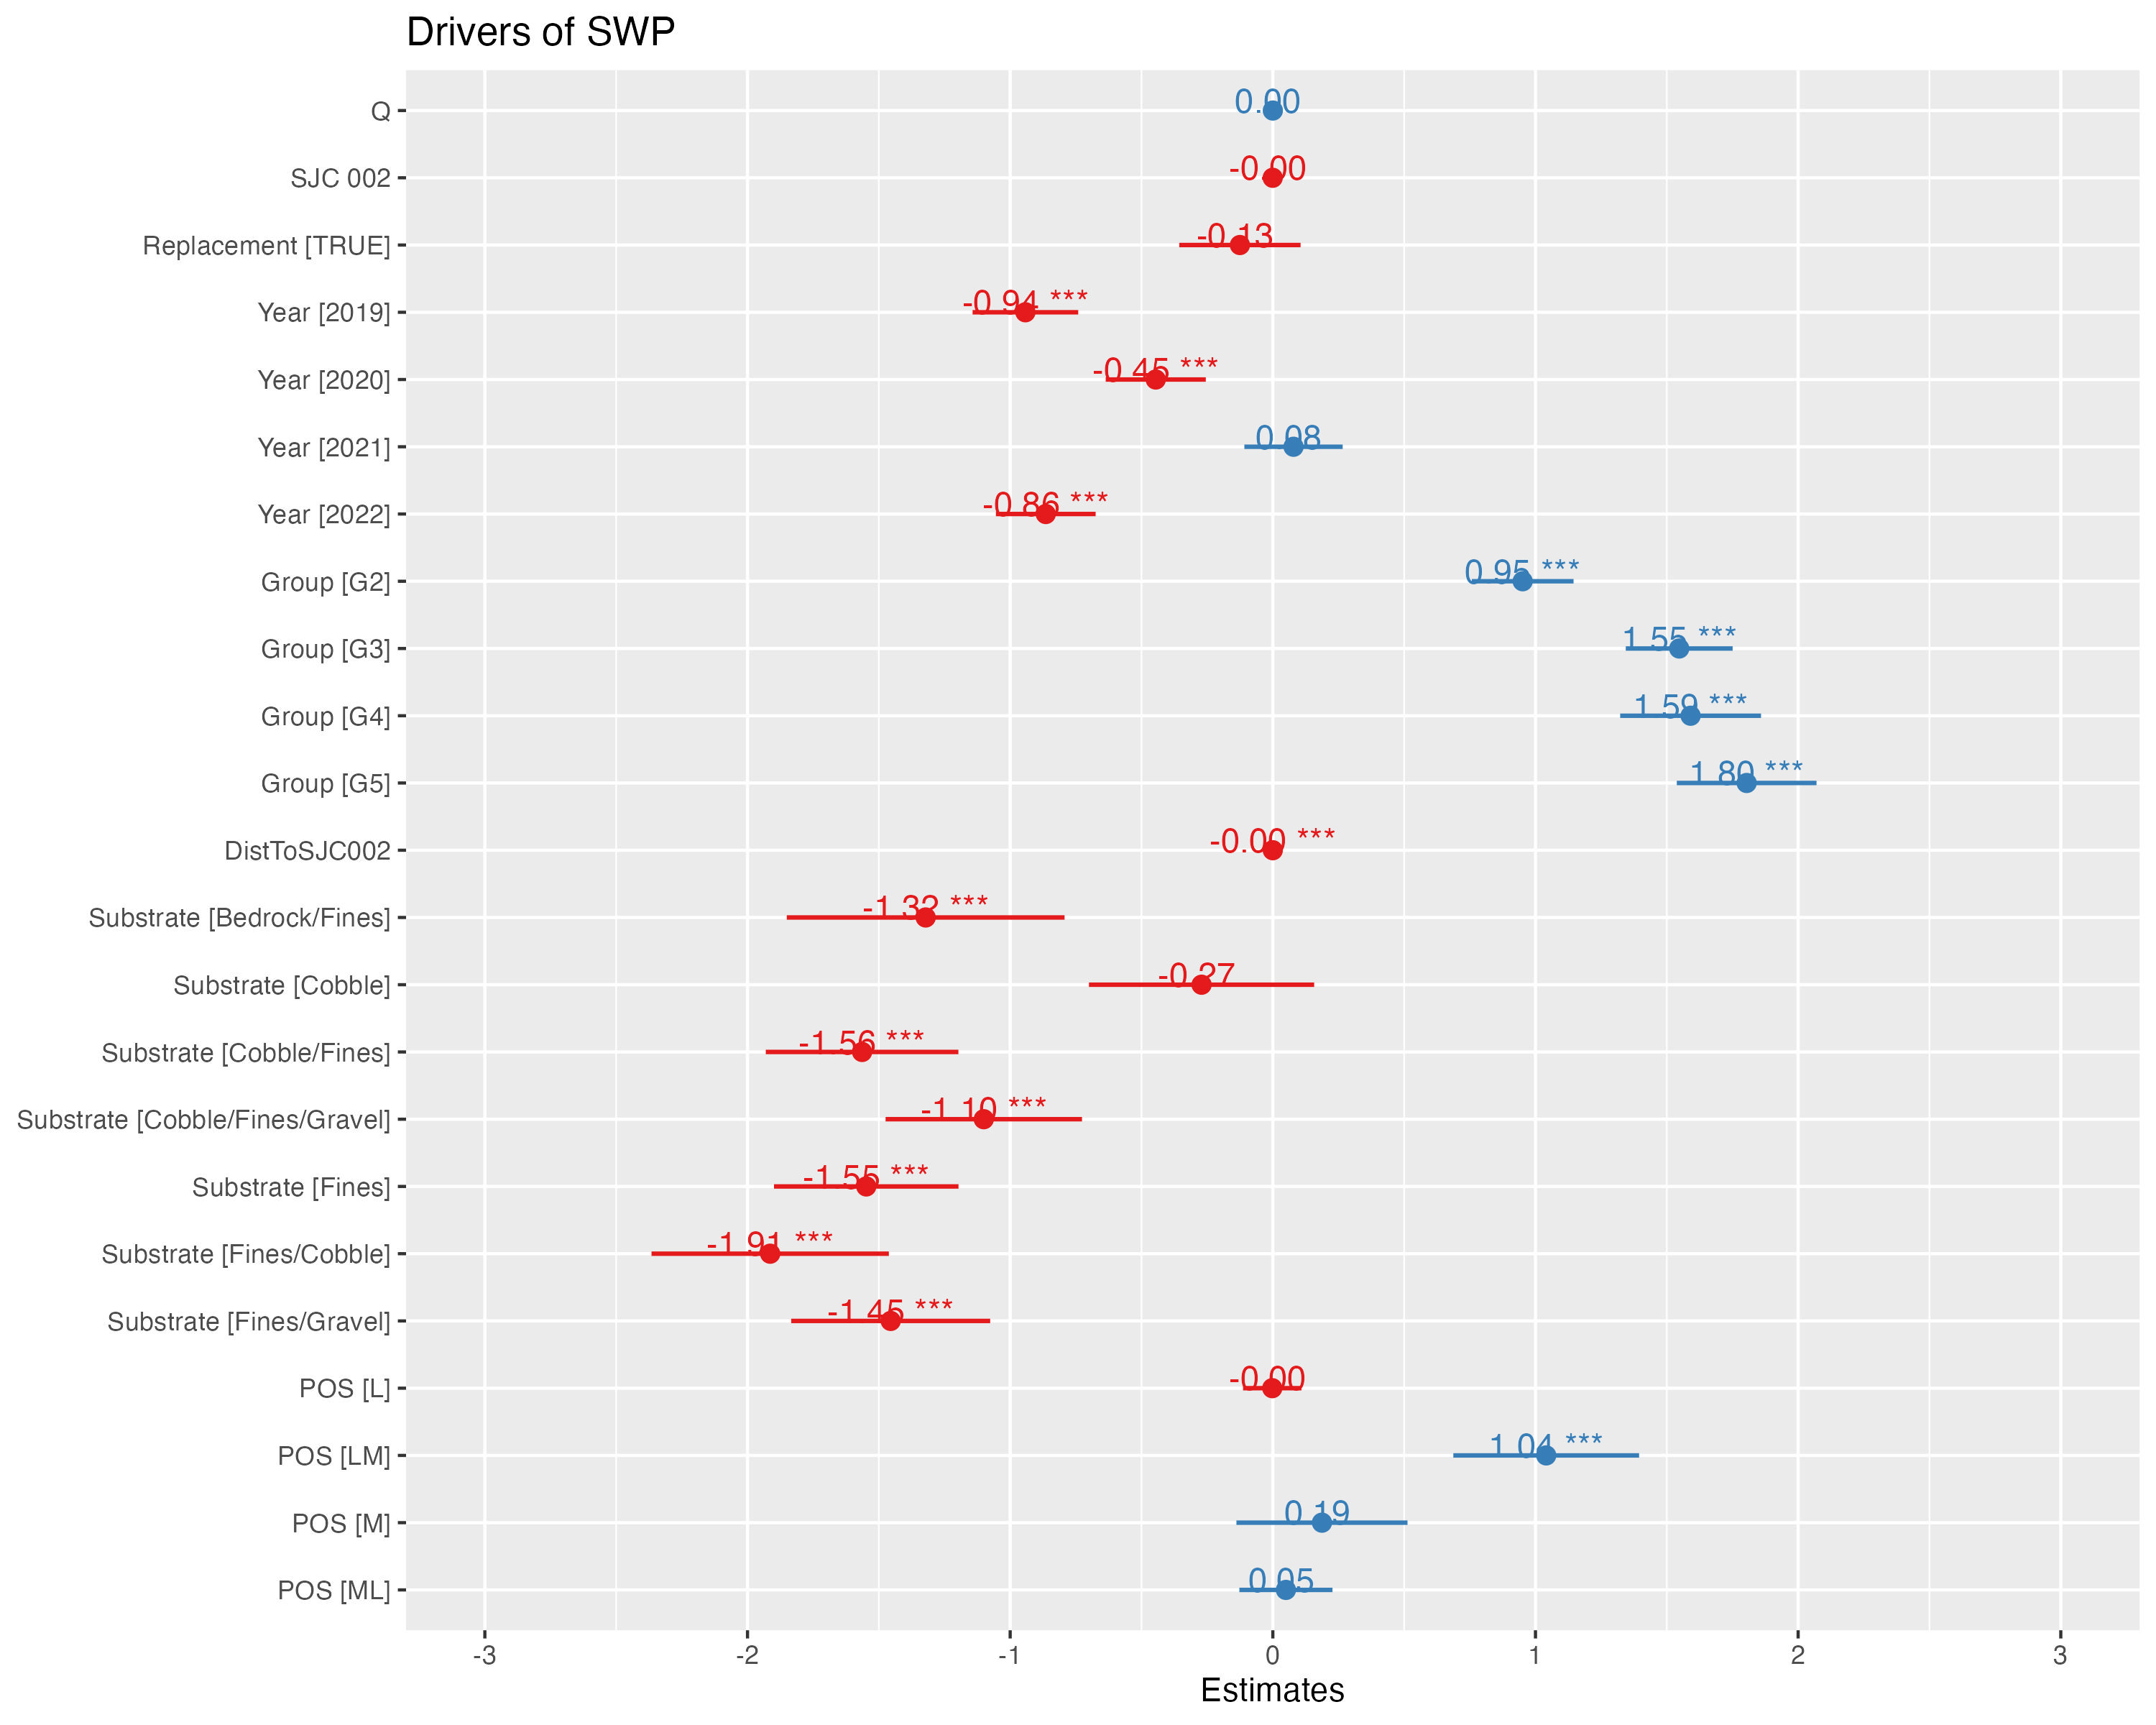 Drivers of SWP
Q 0.00
SJC 002 -0.00
Replacement [TRUE] -0.13
Year [2019] -0.94 ***
Year [2020] -0.45 ***
Year [2021] 0.08
Year [2022] -0.86 ***
Group [G2] 0.95 ***
Group [G3] 1.55 ***
Group [G4] 1.59 ***
Group [G5] 1.80 ***
DistToSJC002 -0.00 ***
Substrate [Bedrock/Fines] -1.32 ***
Substrate [Cobble] -0.27
Substrate [Cobble/Fines] -1.56 ***
Substrate [Cobble/Fines/Gravel] -1.10 ***
Substrate [Fines] -1.55 ***
Substrate [Fines/Cobble] -1.91 ***
Substrate [Fines/Gravel] -1.45 ***
POS [L] -0.00
POS [LM] 1.04 ***
POS [M] 0.19
POS [ML] 0.05
-3 -2 -1 0 1 2 3
Estimates